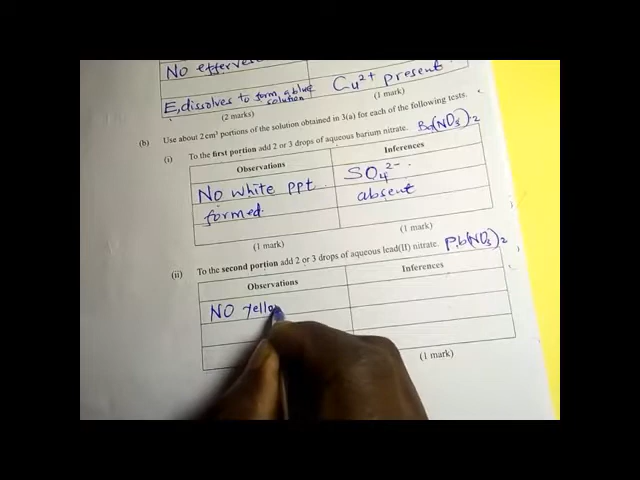 No efferves
E, dissolves to form a blue
solution
Cu²⁺ present
(2 marks)
(1 mark)
(b) Use about 2 cm³ portions of the solution obtained in 3(a) for each of the following tests.
(i) To the first portion add 2 or 3 drops of aqueous barium nitrate. Ba(NO₃)₂
Observations
Inferences
No white ppt
formed.
SO₄²⁻.
absent
(1 mark)
(1 mark)
(ii) To the second portion add 2 or 3 drops of aqueous lead(II) nitrate. Pb(NO₃)₂
Observations
Inferences
NO yello
(1 mark)